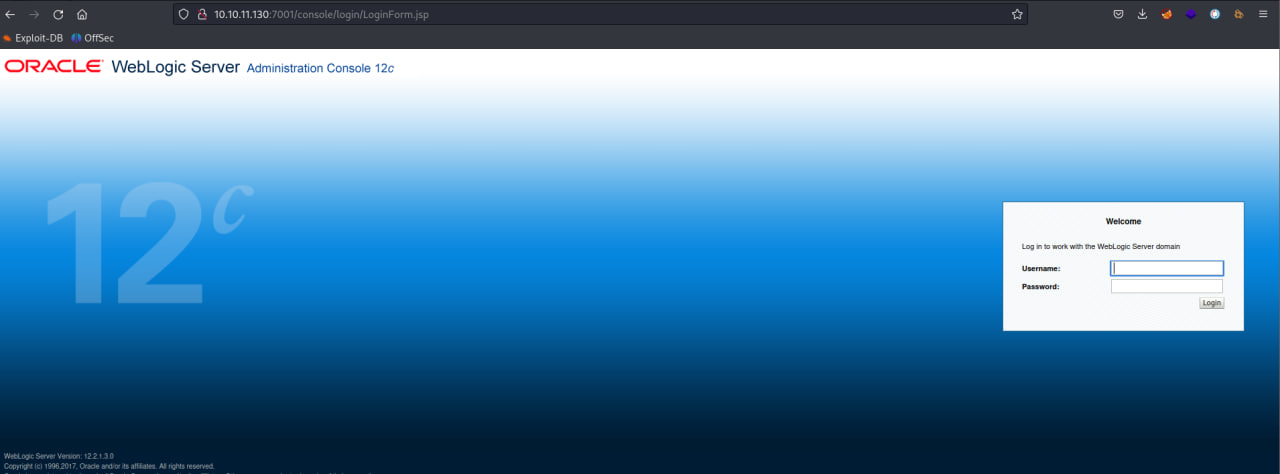 10.10.11.130:7001/console/login/LoginForm.jsp
Exploit-DB OffSec
ORACLE WebLogic Server Administration Console 12c
12c
Welcome
Log in to work with the WebLogic Server domain
Username:
Password:
Login
WebLogic Server Version: 12.2.1.3.0
Copyright (c) 1996,2017, Oracle and/or its affiliates. All rights reserved.